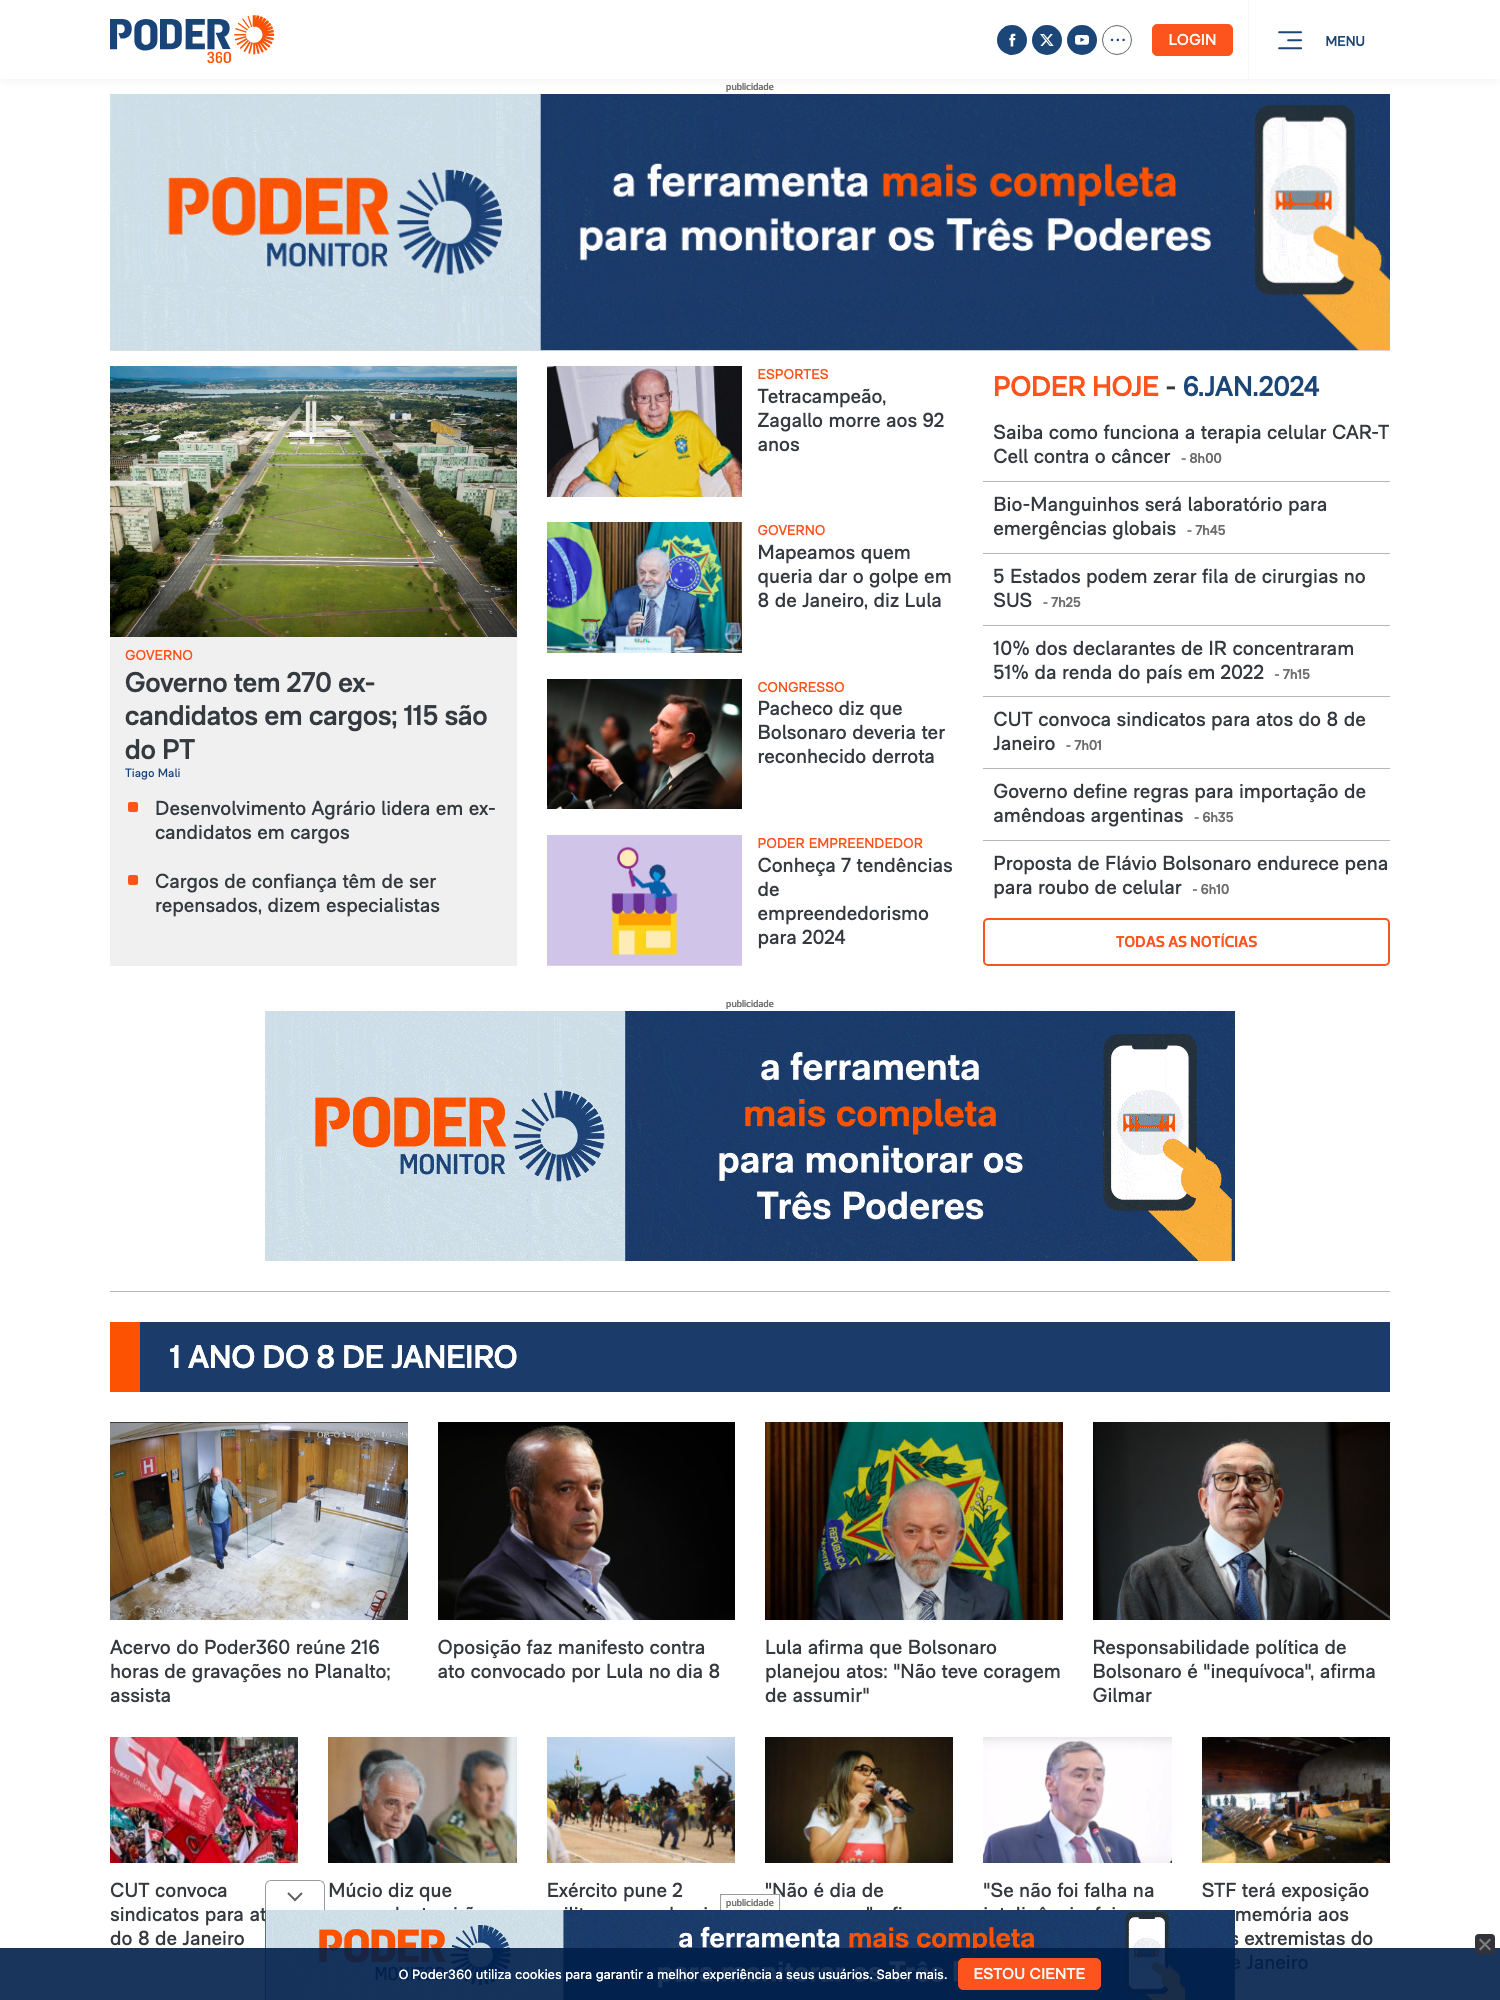 PODER
360
LOGIN
MENU
publicidade
PODER
MONITOR
a ferramenta mais completa
para monitorar os Três Poderes
GOVERNO
Governo tem 270 ex-
candidatos em cargos; 115 são
do PT
Tiago Mali
Desenvolvimento Agrário lidera em ex-
candidatos em cargos
Cargos de confiança têm de ser
repensados, dizem especialistas
ESPORTES
Tetracampeão,
Zagallo morre aos 92
anos
GOVERNO
Mapeamos quem
queria dar o golpe em
8 de Janeiro, diz Lula
CONGRESSO
Pacheco diz que
Bolsonaro deveria ter
reconhecido derrota
PODER EMPREENDEDOR
Conheça 7 tendências
de
empreendedorismo
para 2024
PODER HOJE - 6.JAN.2024
Saiba como funciona a terapia celular CAR-T
Cell contra o câncer - 8h00
Bio-Manguinhos será laboratório para
emergências globais - 7h45
5 Estados podem zerar fila de cirurgias no
SUS - 7h25
10% dos declarantes de IR concentraram
51% da renda do país em 2022 - 7h15
CUT convoca sindicatos para atos do 8 de
Janeiro - 7h01
Governo define regras para importação de
amêndoas argentinas - 6h35
Proposta de Flávio Bolsonaro endurece pena
para roubo de celular - 6h10
TODAS AS NOTÍCIAS
publicidade
PODER
MONITOR
a ferramenta
mais completa
para monitorar os
Três Poderes
1 ANO DO 8 DE JANEIRO
Acervo do Poder360 reúne 216
horas de gravações no Planalto;
assista
Oposição faz manifesto contra
ato convocado por Lula no dia 8
Lula afirma que Bolsonaro
planejou atos: "Não teve coragem
de assumir"
Responsabilidade política de
Bolsonaro é "inequívoca", afirma
Gilmar
CUT convoca
sindicatos para at
do 8 de Janeiro
Múcio diz que
Exército pune 2
"Não é dia de
"Se não foi falha na
STF terá exposição
memória aos
extremistas do
Janeiro
publicidade
PODER
a ferramenta mais completa
O Poder360 utiliza cookies para garantir a melhor experiência a seus usuários. Saber mais.
ESTOU CIENTE